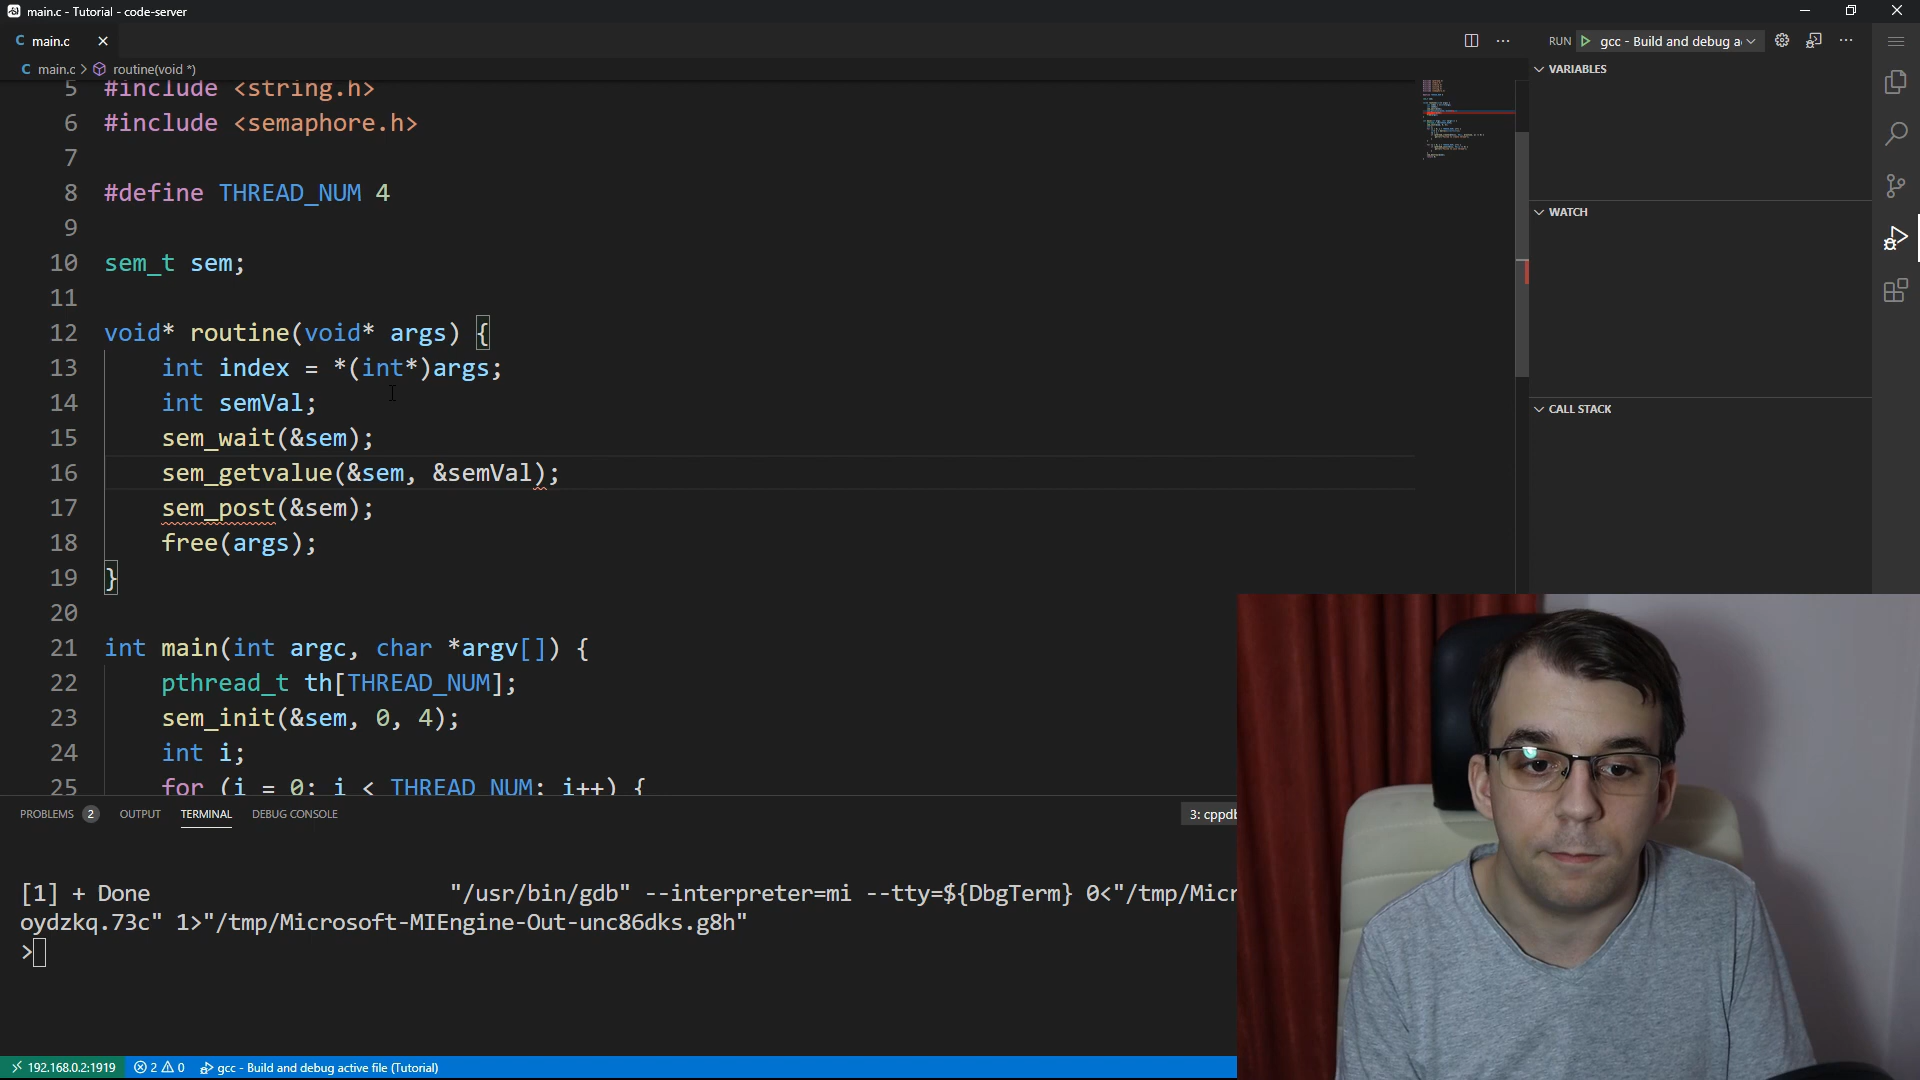 main.c - Tutorial - code-server
main.c
RUN gcc - Build and debug a
main.c > routine(void *)
VARIABLES
5 #include <string.h>
6 #include <semaphore.h>
7
8 #define THREAD_NUM 4
9
WATCH
10 sem_t sem;
11
12 void* routine(void* args) {
13 int index = *(int*)args;
14 int semVal;
CALL STACK
15 sem_wait(&sem);
16 sem_getvalue(&sem, &semVal);
17 sem_post(&sem);
18 free(args);
19 }
20
21 int main(int argc, char *argv[]) {
22 pthread_t th[THREAD_NUM];
23 sem_init(&sem, 0, 4);
24 int i;
25 for (i = 0; i < THREAD_NUM; i++) {
PROBLEMS 2 OUTPUT TERMINAL DEBUG CONSOLE 3: cppdb
[1] + Done "/usr/bin/gdb" --interpreter=mi --tty=${DbgTerm} 0<"/tmp/Micr
oydzkq.73c" 1>"/tmp/Microsoft-MIEngine-Out-unc86dks.g8h"
>
192.168.0.2:1919 2 0 gcc - Build and debug active file (Tutorial)